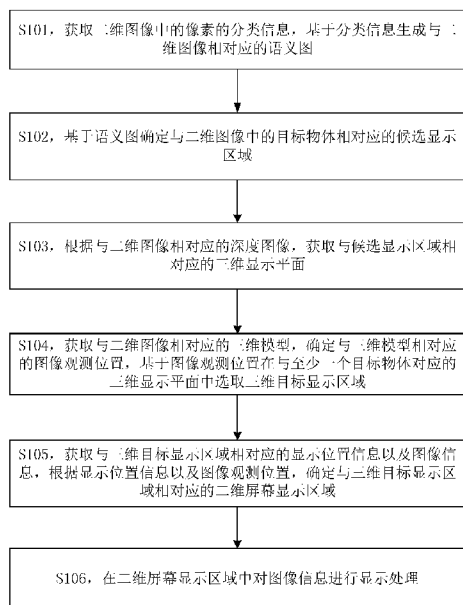 S101，获取二维图像中的像素的分类信息，基于分类信息生成与二
维图像相对应的语义图
S102，基于语义图确定与二维图像中的目标物体相对应的候选显示
区域
S103，根据与二维图像相对应的深度图像，获取与候选显示区域相
对应的三维显示平面
S104，获取与二维图像相对应的三维模型，确定与三维模型相对应
的图像观测位置，基于图像观测位置在与至少一个目标物体对应的
三维显示平面中选取三维目标显示区域
S105，获取与三维目标显示区域相对应的显示位置信息以及图像信
息，根据显示位置信息以及图像观测位置，确定与三维目标显示区
域相对应的二维屏幕显示区域
S106，在二维屏幕显示区域中对图像信息进行显示处理